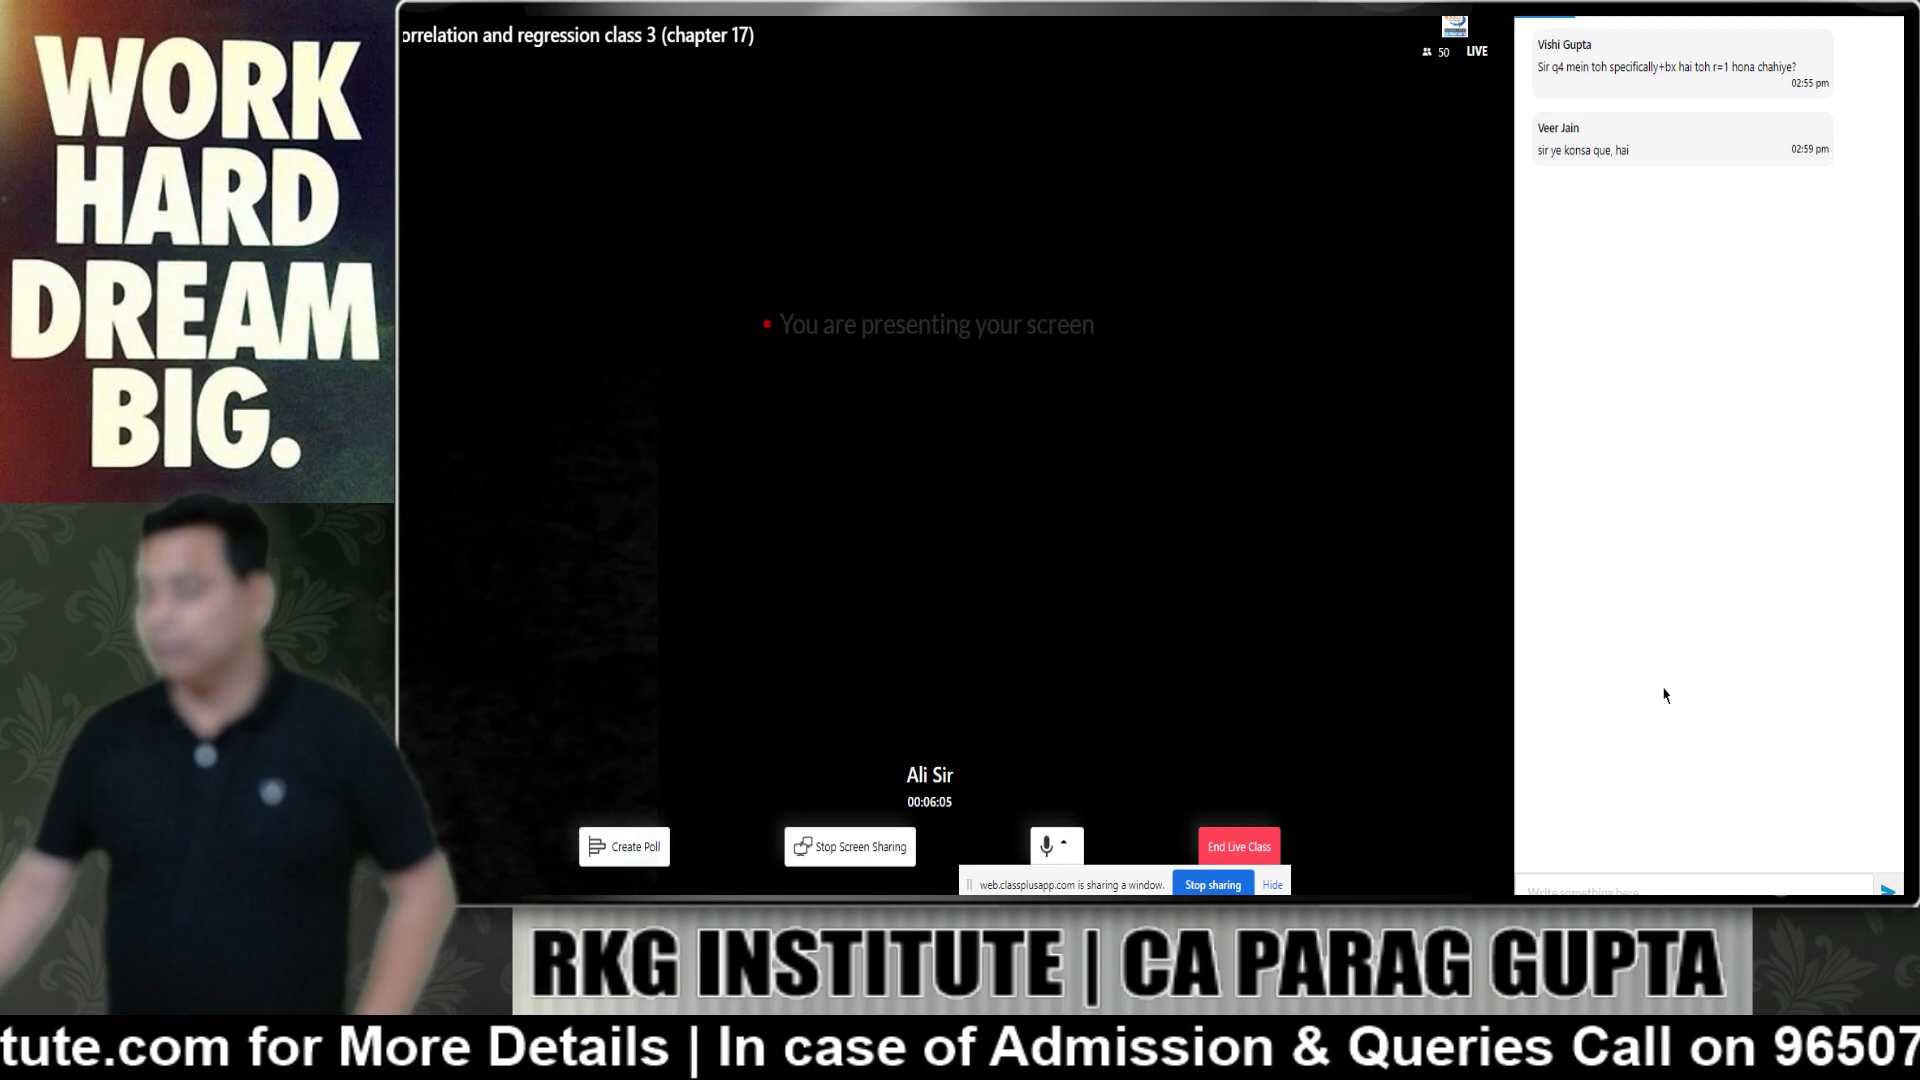 WORK
HARD
DREAM
BIG.
orrelation and regression class 3 (chapter 17)
50 LIVE
Vishi Gupta
Sir q4 mein toh specifically+bx hai toh r=1 hona chahiye?
02:55 pm
Veer Jain
sir ye konsa que, hai 02:59 pm
• You are presenting your screen
Ali Sir
00:06:05
Create Poll Stop Screen Sharing End Live Class
web.classplusapp.com is sharing a window. Stop sharing Hide
Write something here
RKG INSTITUTE | CA PARAG GUPTA
tute.com for More Details | In case of Admission & Queries Call on 96507